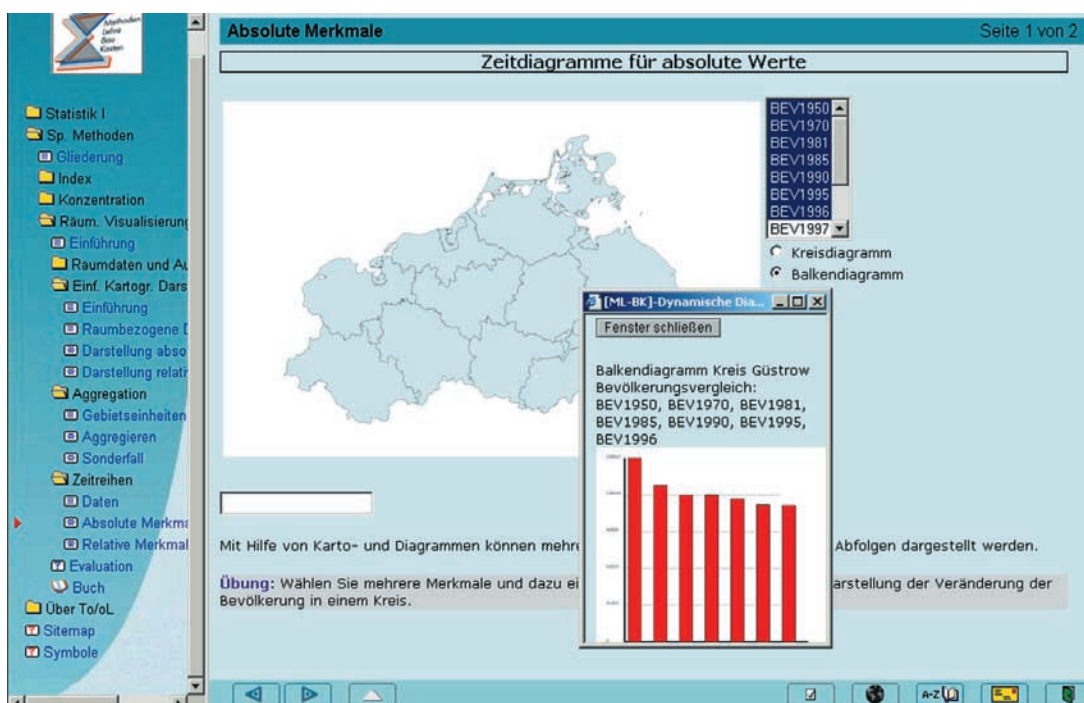 Methoden
Lehre
Bau
Kasten
Absolute Merkmale
Seite 1 von 2
Zeitdiagramme für absolute Werte
Statistik I
Sp. Methoden
Gliederung
Index
Konzentration
Räum. Visualisierung
Einführung
Raumdaten und Au
Einf. Kartogr. Dars
Einführung
Raumbezogene D
Darstellung abso
Darstellung relati
Aggregation
Gebietseinheiten
Aggregieren
Sonderfall
Zeitreihen
Daten
Absolute Merkma
Relative Merkmal
Evaluation
Buch
Über To/oL
Sitemap
Symbole
BEV1950
BEV1970
BEV1981
BEV1985
BEV1990
BEV1995
BEV1996
BEV1997
Kreisdiagramm
Balkendiagramm
[ML-BK]-Dynamische Dia...
Fenster schließen
Balkendiagramm Kreis Güstrow
Bevölkerungsvergleich:
BEV1950, BEV1970, BEV1981,
BEV1985, BEV1990, BEV1995,
BEV1996
Mit Hilfe von Karto- und Diagrammen können mehre Abfolgen dargestellt werden.
Übung: Wählen Sie mehrere Merkmale und dazu ei arstellung der Veränderung der
Bevölkerung in einem Kreis.
A-Z